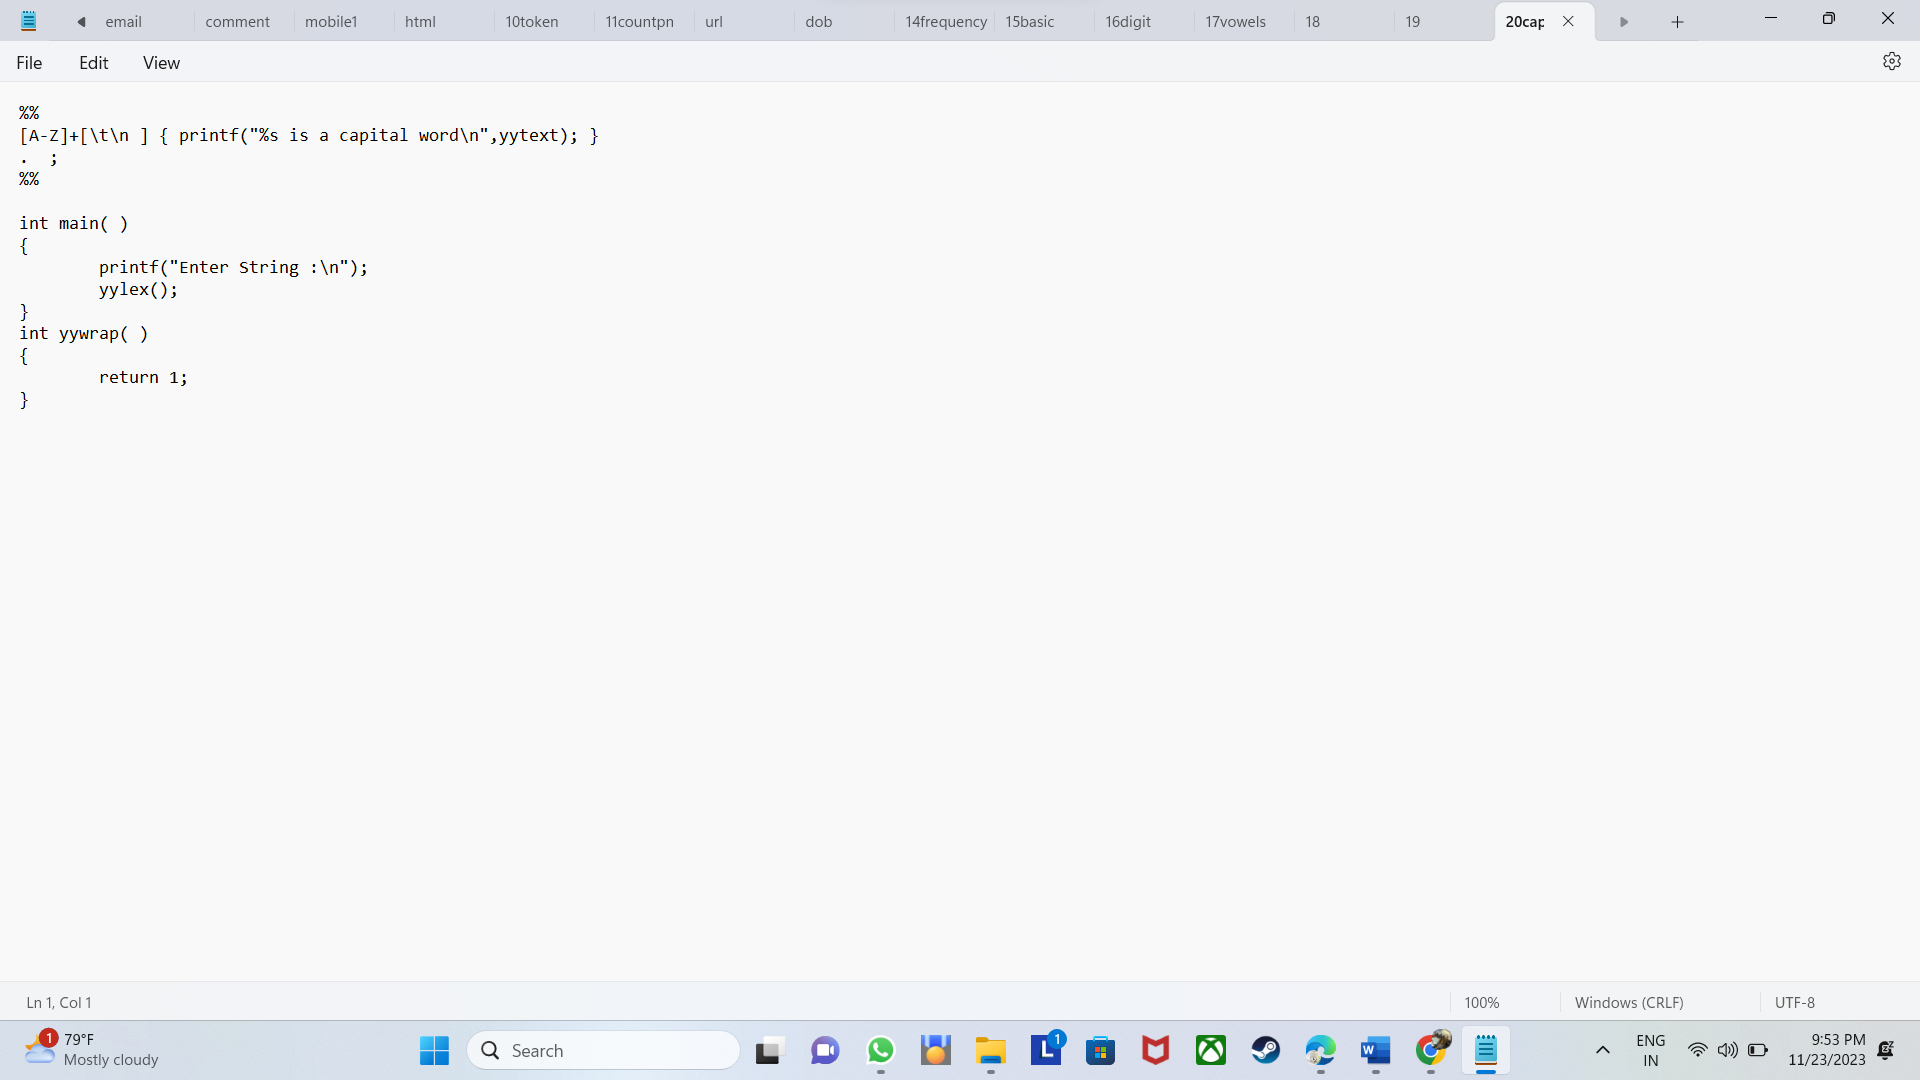 email comment mobile1 html 10token 11countpn url dob 14frequency 15basic 16digit 17vowels 18 19 20cap
File Edit View
%%
[A-Z]+[\t\n ] { printf("%s is a capital word\n",yytext); }
.  ;
%%
int main( )
{
        printf("Enter String :\n");
        yylex();
}
int yywrap( )
{
        return 1;
}
Ln 1, Col 1 100% Windows (CRLF) UTF-8
1 79°F
Mostly cloudy
Search
L 1
W
ENG
IN
9:53 PM
11/23/2023